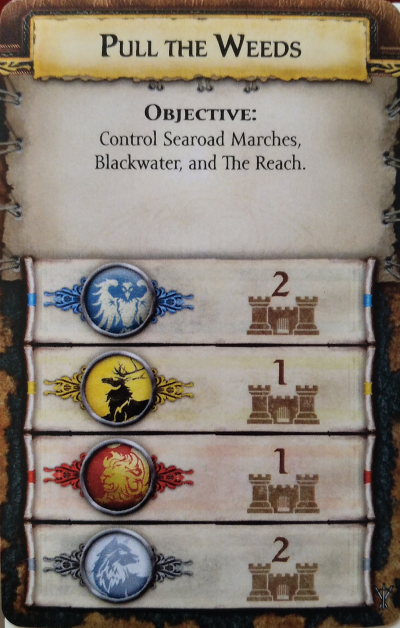 PULL THE WEEDS
OBJECTIVE:
Control Searoad Marches,
Blackwater, and The Reach.
2
1
1
2